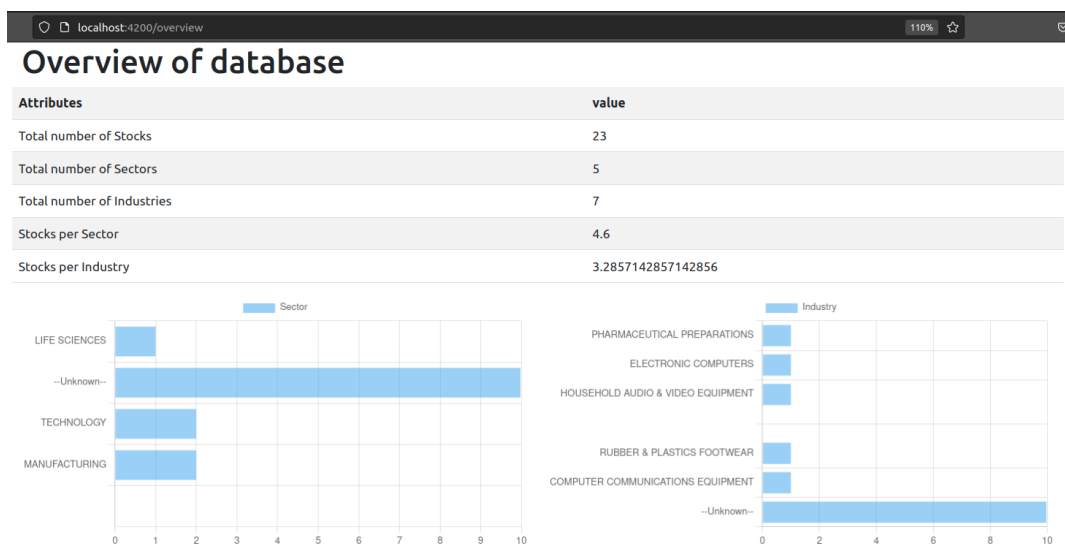 localhost:4200/overview 110%
Overview of database
Attributes value
Total number of Stocks 23
Total number of Sectors 5
Total number of Industries 7
Stocks per Sector 4.6
Stocks per Industry 3.2857142857142856
Sector
LIFE SCIENCES
--Unknown--
TECHNOLOGY
MANUFACTURING
0 1 2 3 4 5 6 7 8 9 10
Industry
PHARMACEUTICAL PREPARATIONS
ELECTRONIC COMPUTERS
HOUSEHOLD AUDIO & VIDEO EQUIPMENT
RUBBER & PLASTICS FOOTWEAR
COMPUTER COMMUNICATIONS EQUIPMENT
--Unknown--
0 2 4 6 8 10